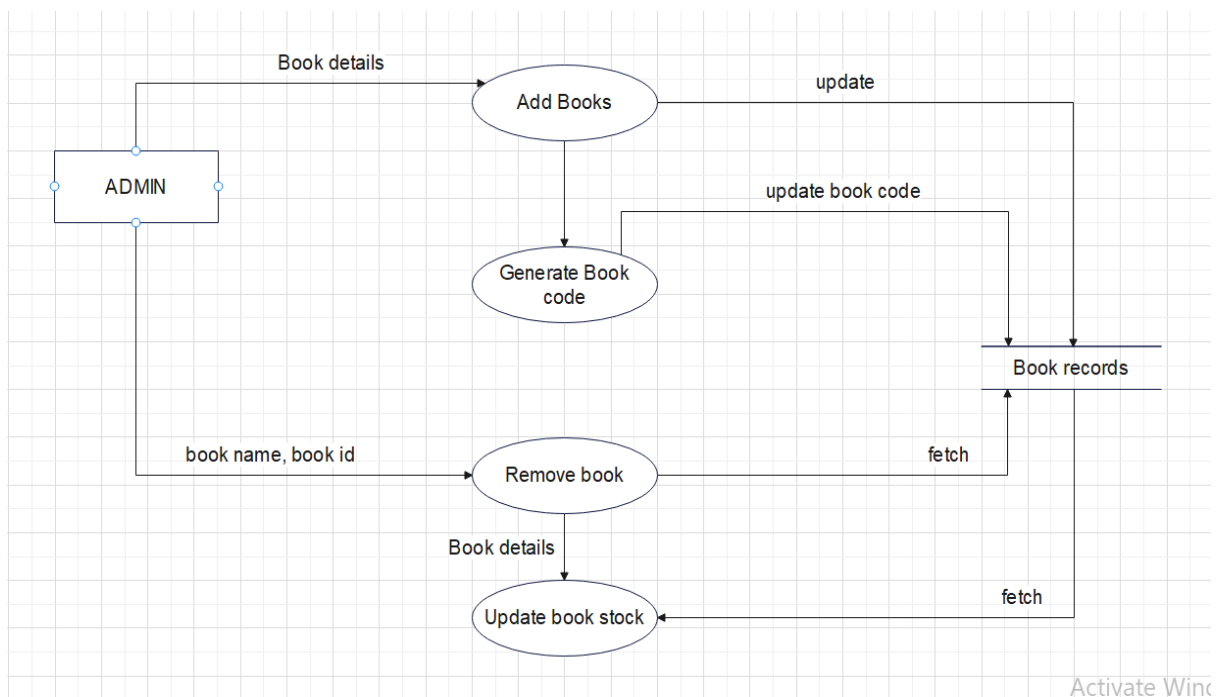 Book details
Add Books
update
ADMIN
update book code
Generate Book
code
Book records
book name, book id
Remove book
fetch
Book details
fetch
Update book stock
Activate Wind